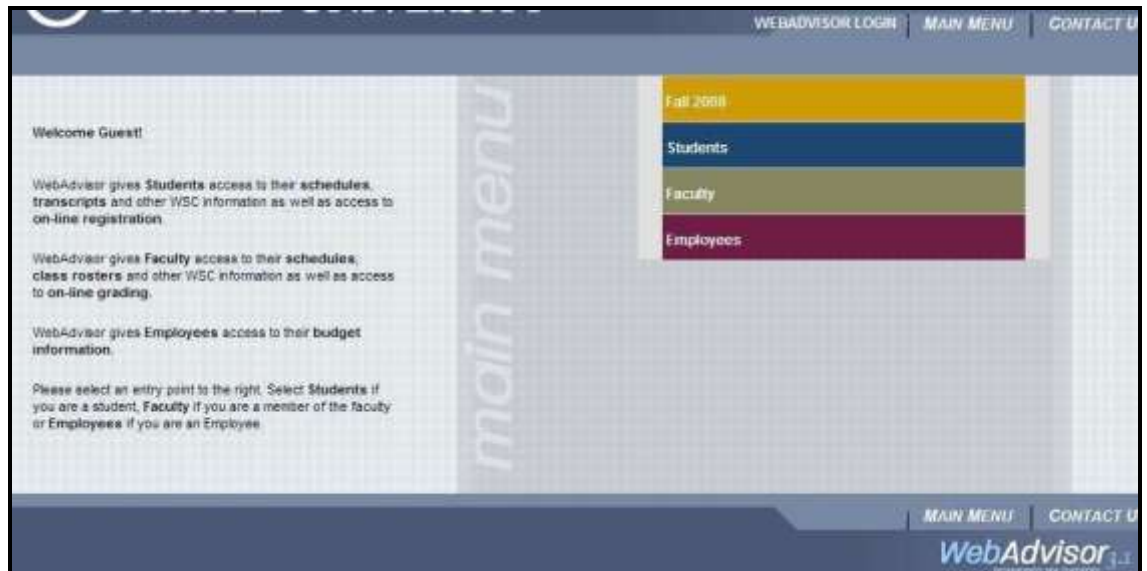 WEBADVISOR LOGIN MAIN MENU CONTACT U
main menu
Fall 2008
Students
Faculty
Employees
Welcome Guest!
WebAdvisor gives Students access to their schedules,
transcripts and other WSC information as well as access to
on-line registration.
WebAdvisor gives Faculty access to their schedules,
class rosters and other WSC information as well as access
to on-line grading.
WebAdvisor gives Employees access to their budget
information.
Please select an entry point to the right. Select Students if
you are a student, Faculty if you are a member of the faculty
or Employees if you are an Employee.
MAIN MENU CONTACT U
WebAdvisor 3.1